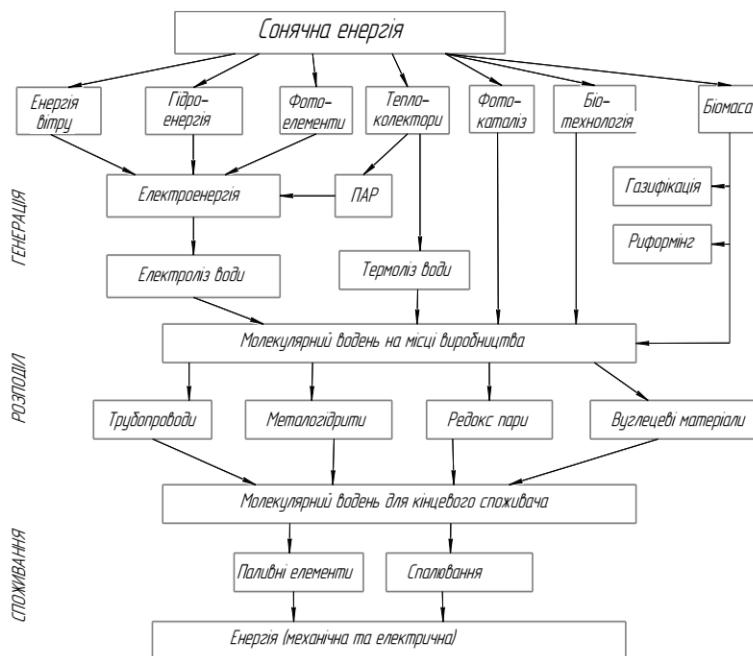 Сонячна енергія
Енергія
вітру
Гідро-
енергія
Фото-
елементи
Тепло-
колектори
Фото-
каталіз
Біо-
технологія
Біомаса
ГЕНЕРАЦІЯ
Електроенергія
ПАР
Газифікація
Риформінг
Електроліз води
Термоліз води
Молекулярний водень на місці виробництва
РОЗПОДІЛ
Трубопроводи
Металогідрити
Редокс пари
Вуглецеві матеріали
Молекулярний водень для кінцевого споживача
СПОЖИВАННЯ
Паливні елементи
Спалювання
Енергія (механічна та електрична)